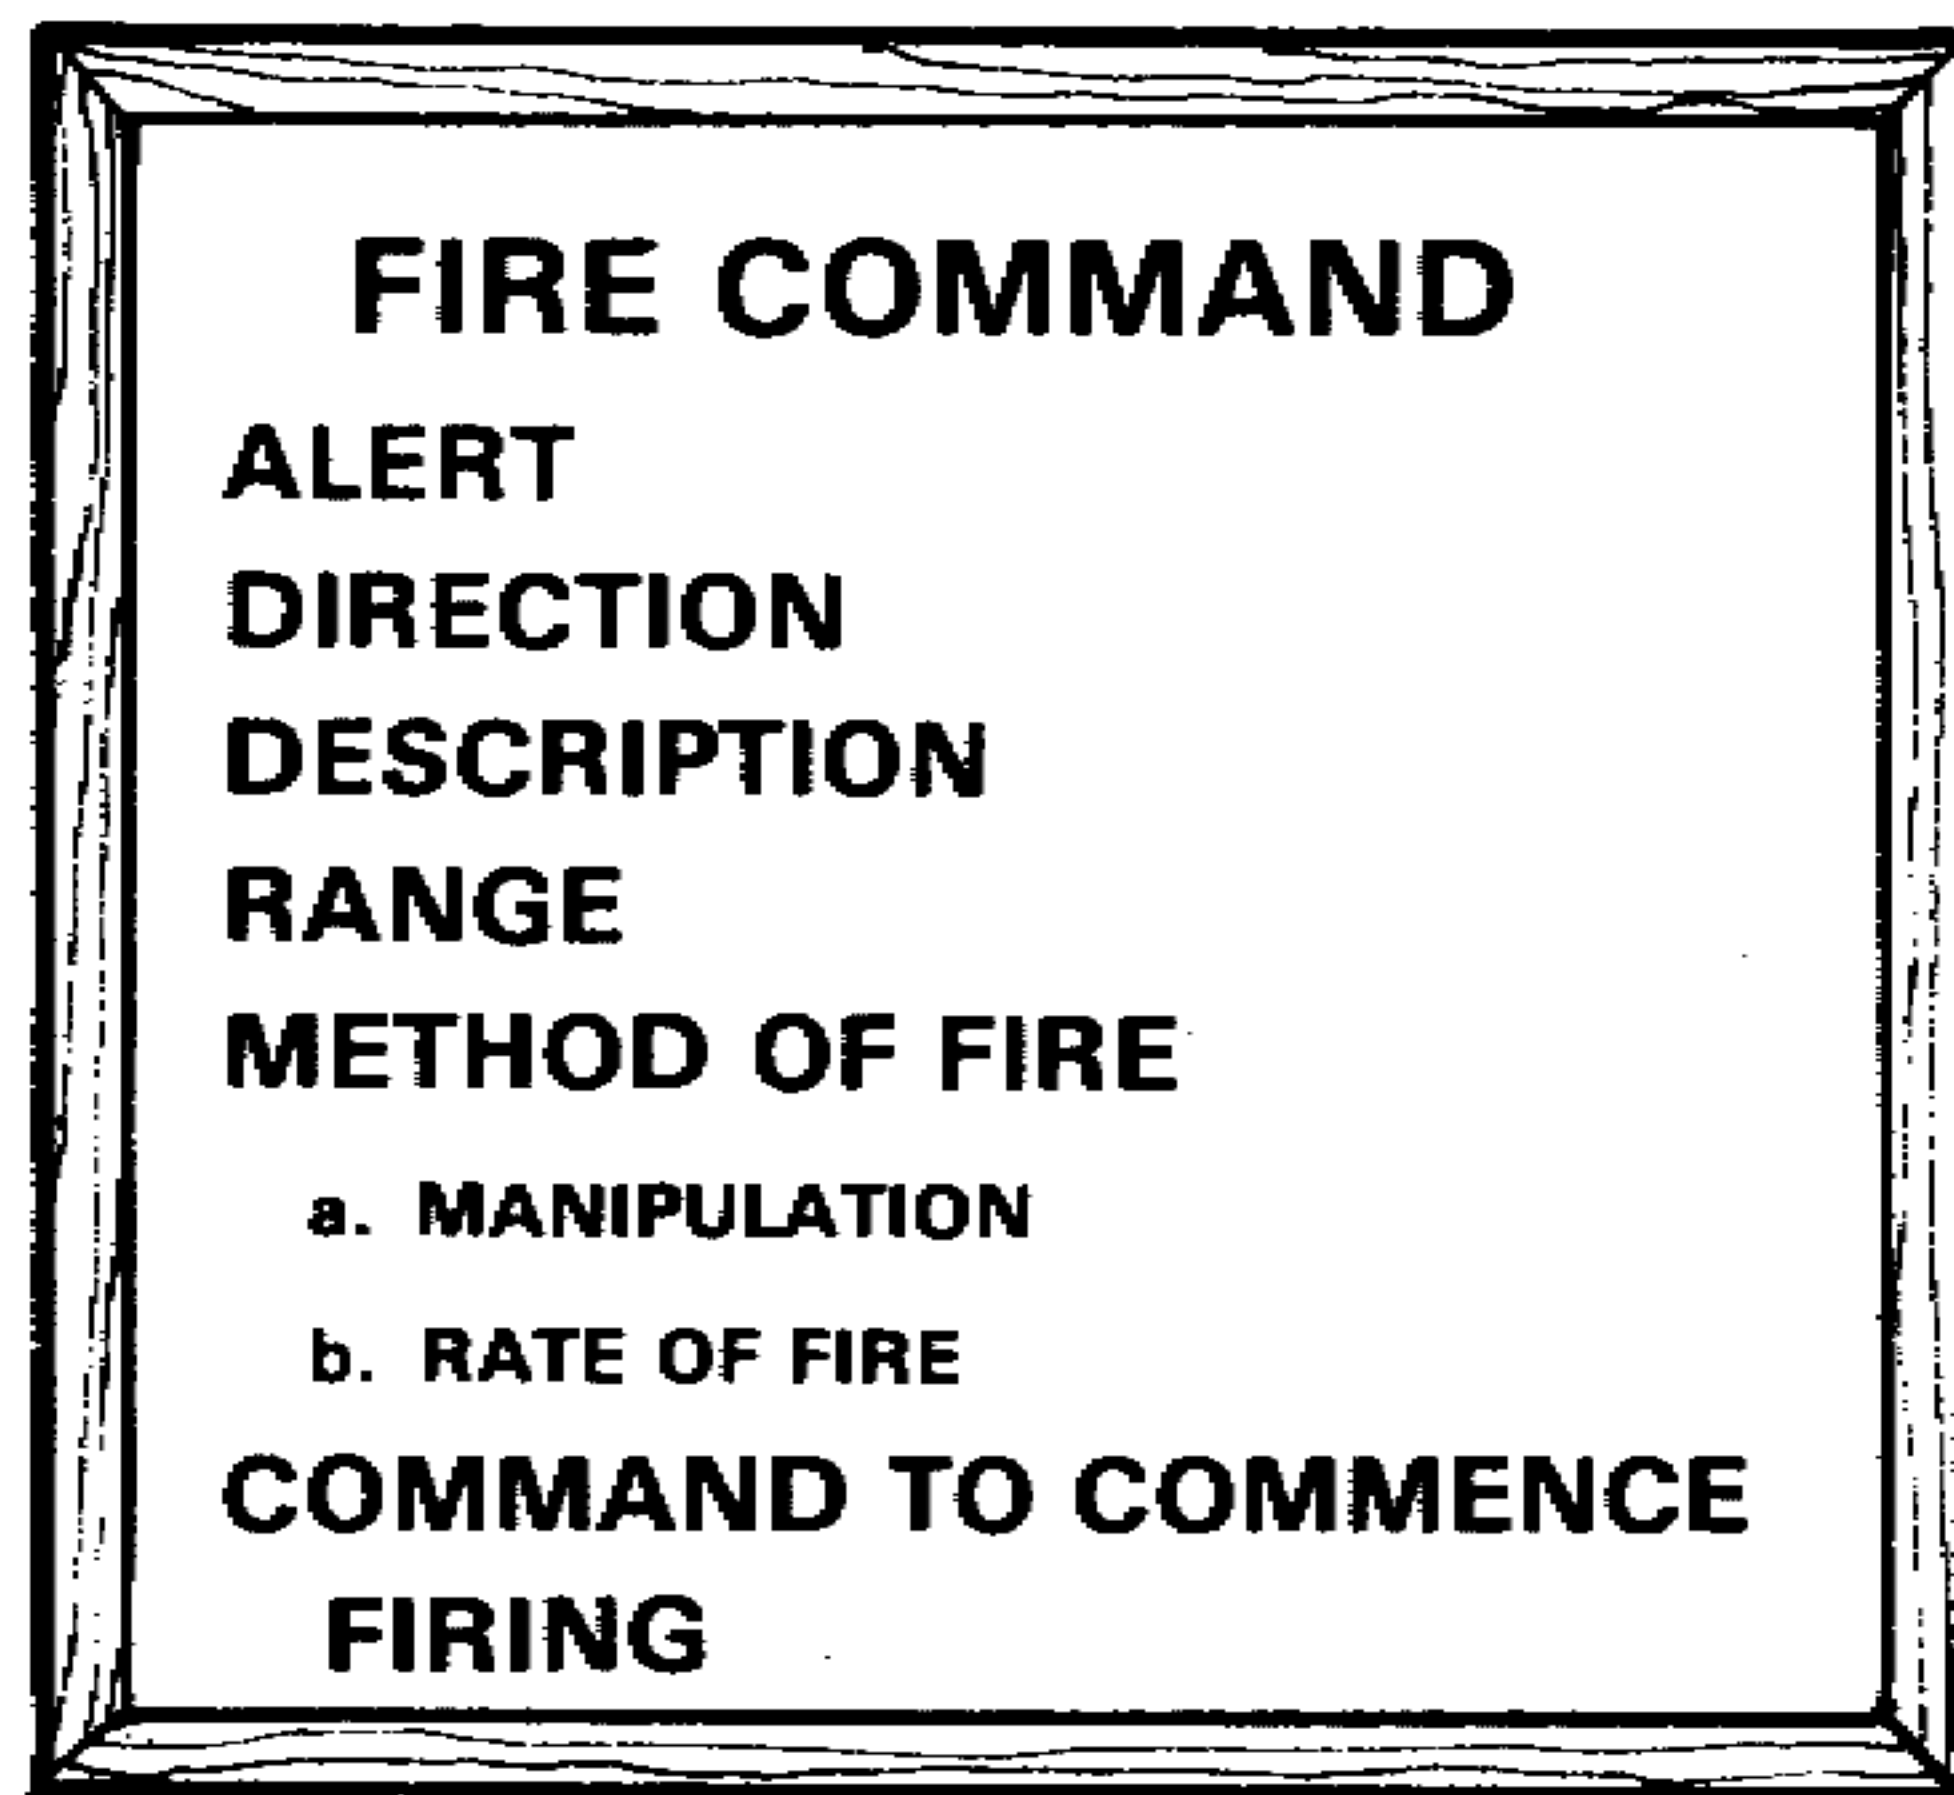 FIRE COMMAND
ALERT
DIRECTION
DESCRIPTION
RANGE
METHOD OF FIRE
a. MANIPULATION
b. RATE OF FIRE
COMMAND TO COMMENCE
FIRING